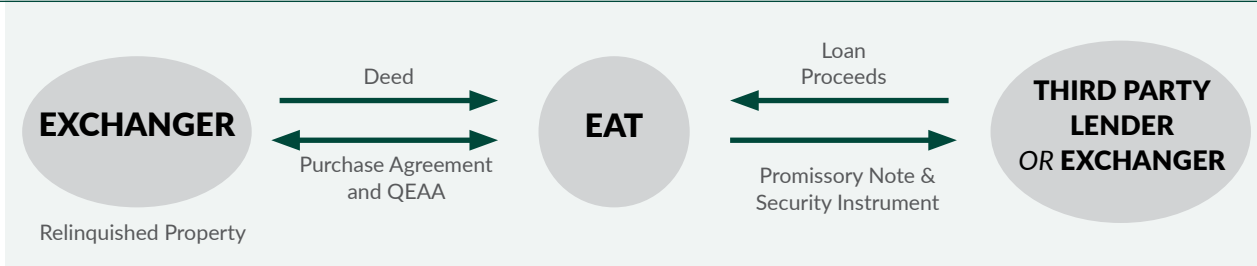 EXCHANGER
Relinquished Property
Deed
Purchase Agreement
and QEAA
EAT
Loan
Proceeds
Promissory Note &
Security Instrument
THIRD PARTY
LENDER
OR EXCHANGER